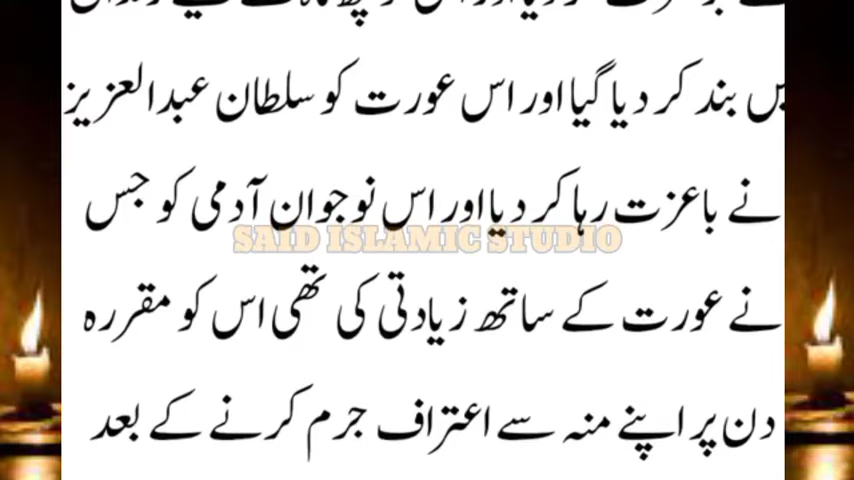 میں بند کر دیا گیا اور اس عورت کو سلطان عبدالعزیز
نے باعزت رہا کر دیا اور اس نوجوان آدمی کو جس
SAID ISLAMIC STUDIO
نے عورت کے ساتھ زیادتی کی تھی اس کو مقررہ
دن پر اپنے منہ سے اعتراف جرم کرنے کے بعد